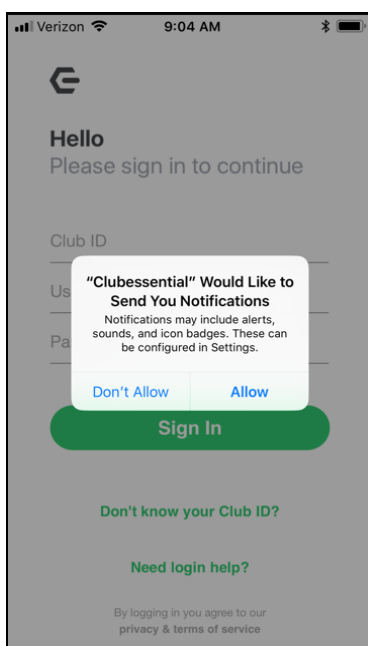 Verizon 9:04 AM
Hello
Please sign in to continue
Club ID
Us
“Clubessential” Would Like to
Send You Notifications
Notifications may include alerts,
sounds, and icon badges. These can
be configured in Settings.
Pa
Don’t Allow Allow
Sign In
Don't know your Club ID?
Need login help?
By logging in you agree to our
privacy & terms of service